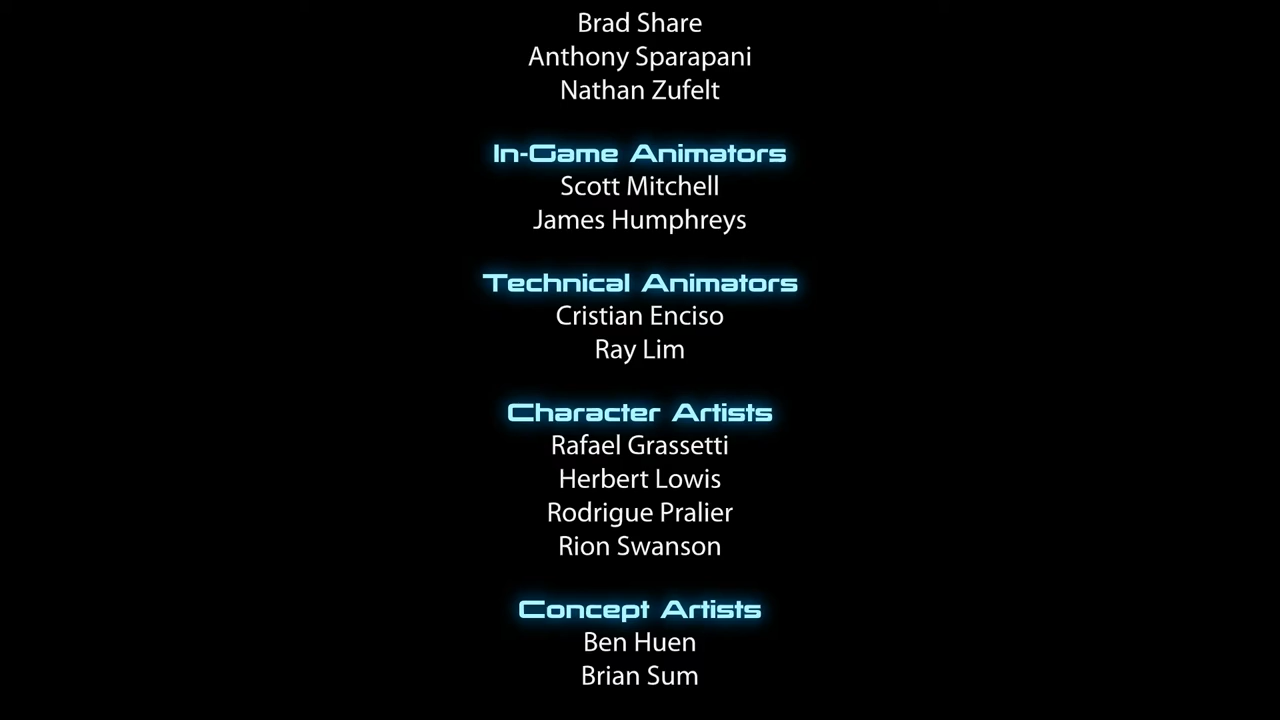 Brad Share
Anthony Sparapani
Nathan Zufelt
In-Game Animators
Scott Mitchell
James Humphreys
Technical Animators
Cristian Enciso
Ray Lim
Character Artists
Rafael Grassetti
Herbert Lowis
Rodrigue Pralier
Rion Swanson
Concept Artists
Ben Huen
Brian Sum